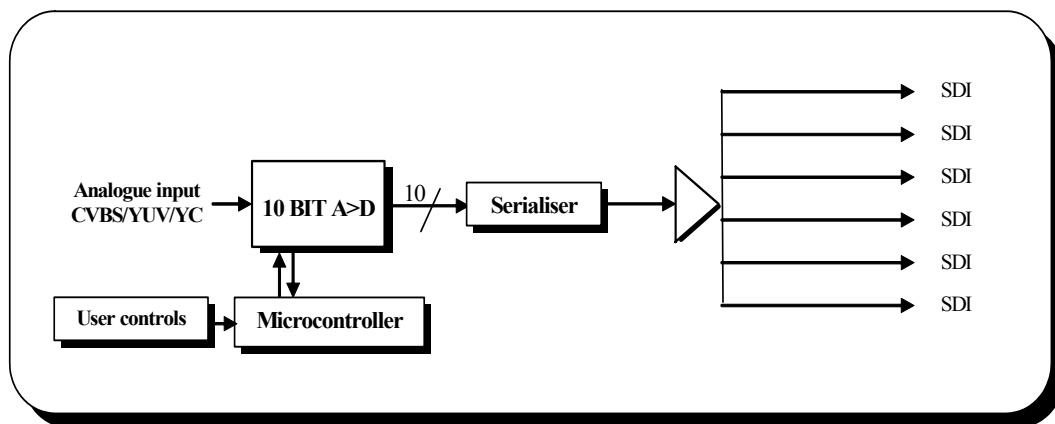 Analogue input
CVBS/YUV/YC
10 BIT A>D
10
Serialiser
User controls
Microcontroller
SDI
SDI
SDI
SDI
SDI
SDI